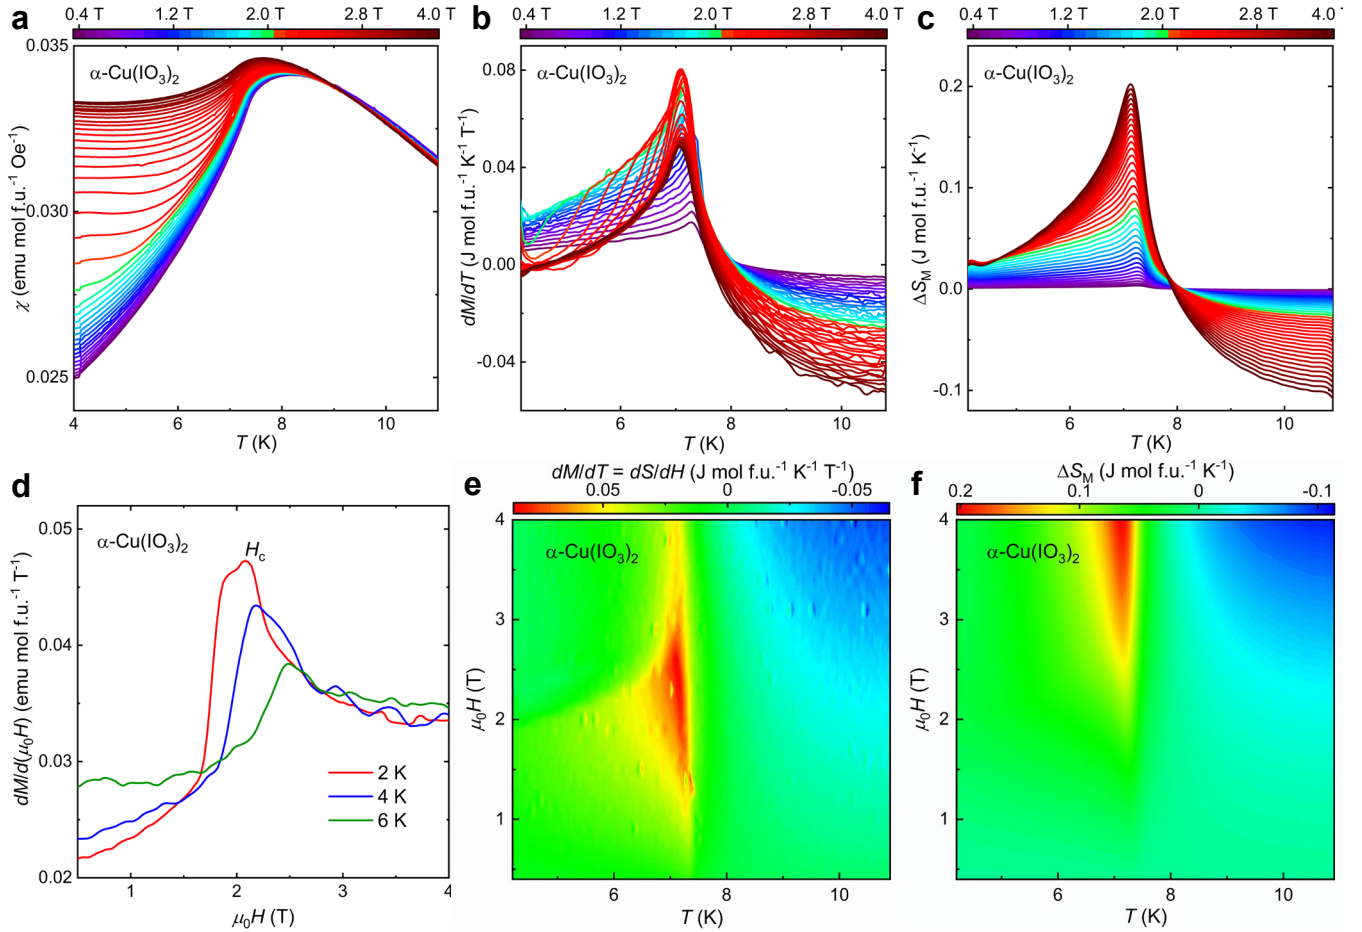 a
0.4 T 1.2 T 2.0 T 2.8 T 4.0 T
α-Cu(IO3)2
0.035
0.030
0.025
χ (emu mol f.u.-1 Oe-1)
4 6 8 10
T (K)
b
0.4 T 1.2 T 2.0 T 2.8 T 4.0 T
α-Cu(IO3)2
0.08
0.04
0.00
-0.04
dM/dT (J mol f.u.-1 K-1 T-1)
6 8 10
T (K)
c
0.4 T 1.2 T 2.0 T 2.8 T 4.0
α-Cu(IO3)2
0.2
0.1
0.0
-0.1
ΔSM (J mol f.u.-1 K-1)
6 8 10
T (K)
d
α-Cu(IO3)2
Hc
0.05
0.04
0.03
0.02
dM/d(μ0H) (emu mol f.u.-1 T-1)
2 K
4 K
6 K
1 2 3 4
μ0H (T)
e
dM/dT = dS/dH (J mol f.u.-1 K-1 T-1)
0.05 0 -0.05
α-Cu(IO3)2
4
3
2
1
μ0H (T)
6 8 10
T (K)
f
ΔSM (J mol f.u.-1 K-1)
0.2 0.1 0 -0.1
α-Cu(IO3)2
4
3
2
1
μ0H (T)
6 8 10
T (K)